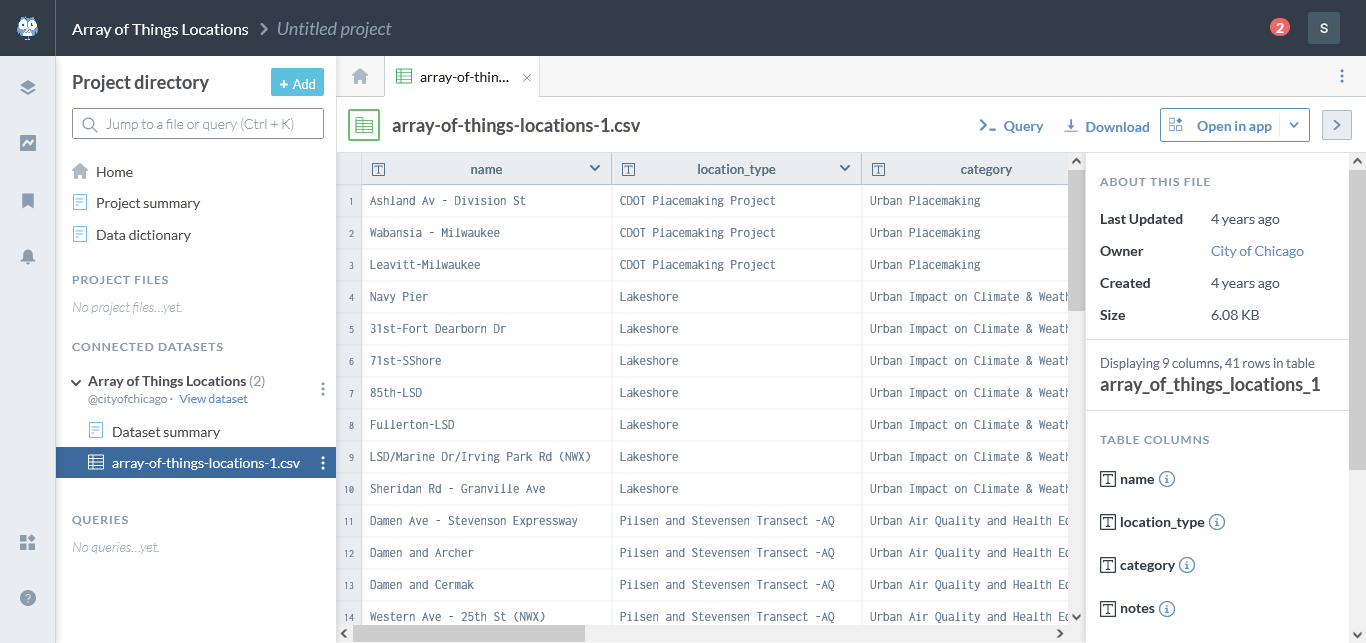 Array of Things Locations > Untitled project
2
S
Project directory
+ Add
Jump to a file or query (Ctrl + K)
Home
Project summary
Data dictionary
PROJECT FILES
No project files...yet.
CONNECTED DATASETS
Array of Things Locations (2)
@cityofchicago · View dataset
Dataset summary
array-of-things-locations-1.csv
QUERIES
No queries...yet.
array-of-thin...
array-of-things-locations-1.csv
Query
Download
Open in app
name location_type category
1 Ashland Av - Division St CDOT Placemaking Project Urban Placemaking
2 Wabansia - Milwaukee CDOT Placemaking Project Urban Placemaking
3 Leavitt-Milwaukee CDOT Placemaking Project Urban Placemaking
4 Navy Pier Lakeshore Urban Impact on Climate & Weath
5 31st-Fort Dearborn Dr Lakeshore Urban Impact on Climate & Weath
6 71st-SShore Lakeshore Urban Impact on Climate & Weath
7 85th-LSD Lakeshore Urban Impact on Climate & Weath
8 Fullerton-LSD Lakeshore Urban Impact on Climate & Weath
9 LSD/Marine Dr/Irving Park Rd (NWX) Lakeshore Urban Impact on Climate & Weath
10 Sheridan Rd - Granville Ave Lakeshore Urban Impact on Climate & Weath
11 Damen Ave - Stevenson Expressway Pilsen and Stevensen Transect -AQ Urban Air Quality and Health Ec
12 Damen and Archer Pilsen and Stevensen Transect -AQ Urban Air Quality and Health Ec
13 Damen and Cermak Pilsen and Stevensen Transect -AQ Urban Air Quality and Health Ec
14 Western Ave - 25th St (NWX) Pilsen and Stevensen Transect -AQ Urban Air Quality and Health Ec
ABOUT THIS FILE
Last Updated 4 years ago
Owner City of Chicago
Created 4 years ago
Size 6.08 KB
Displaying 9 columns, 41 rows in table
array_of_things_locations_1
TABLE COLUMNS
name
location_type
category
notes